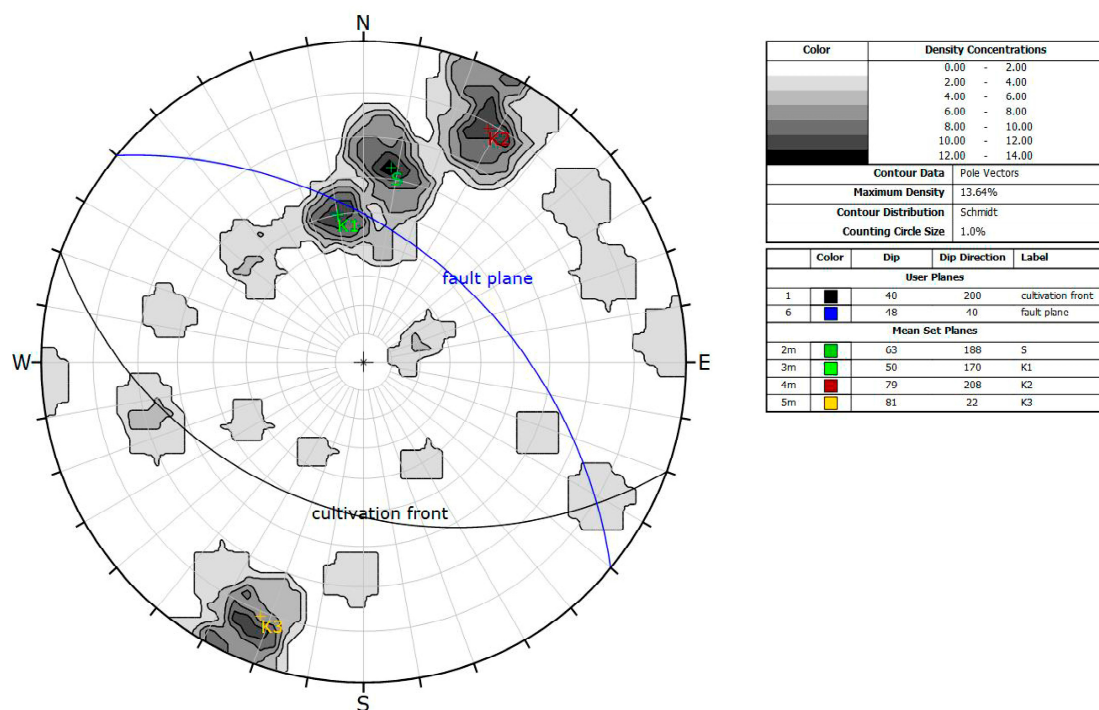 N
W
E
S
S
K1
K2
K3
fault plane
cultivation front
Color Density Concentrations
0.00 - 2.00
2.00 - 4.00
4.00 - 6.00
6.00 - 8.00
8.00 - 10.00
10.00 - 12.00
12.00 - 14.00
Contour Data Pole Vectors
Maximum Density 13.64%
Contour Distribution Schmidt
Counting Circle Size 1.0%
Color Dip Dip Direction Label
User Planes
1 40 200 cultivation front
6 48 40 fault plane
Mean Set Planes
2m G3 188 S
3m 50 170 K1
4m 79 208 K2
5m 81 22 K3